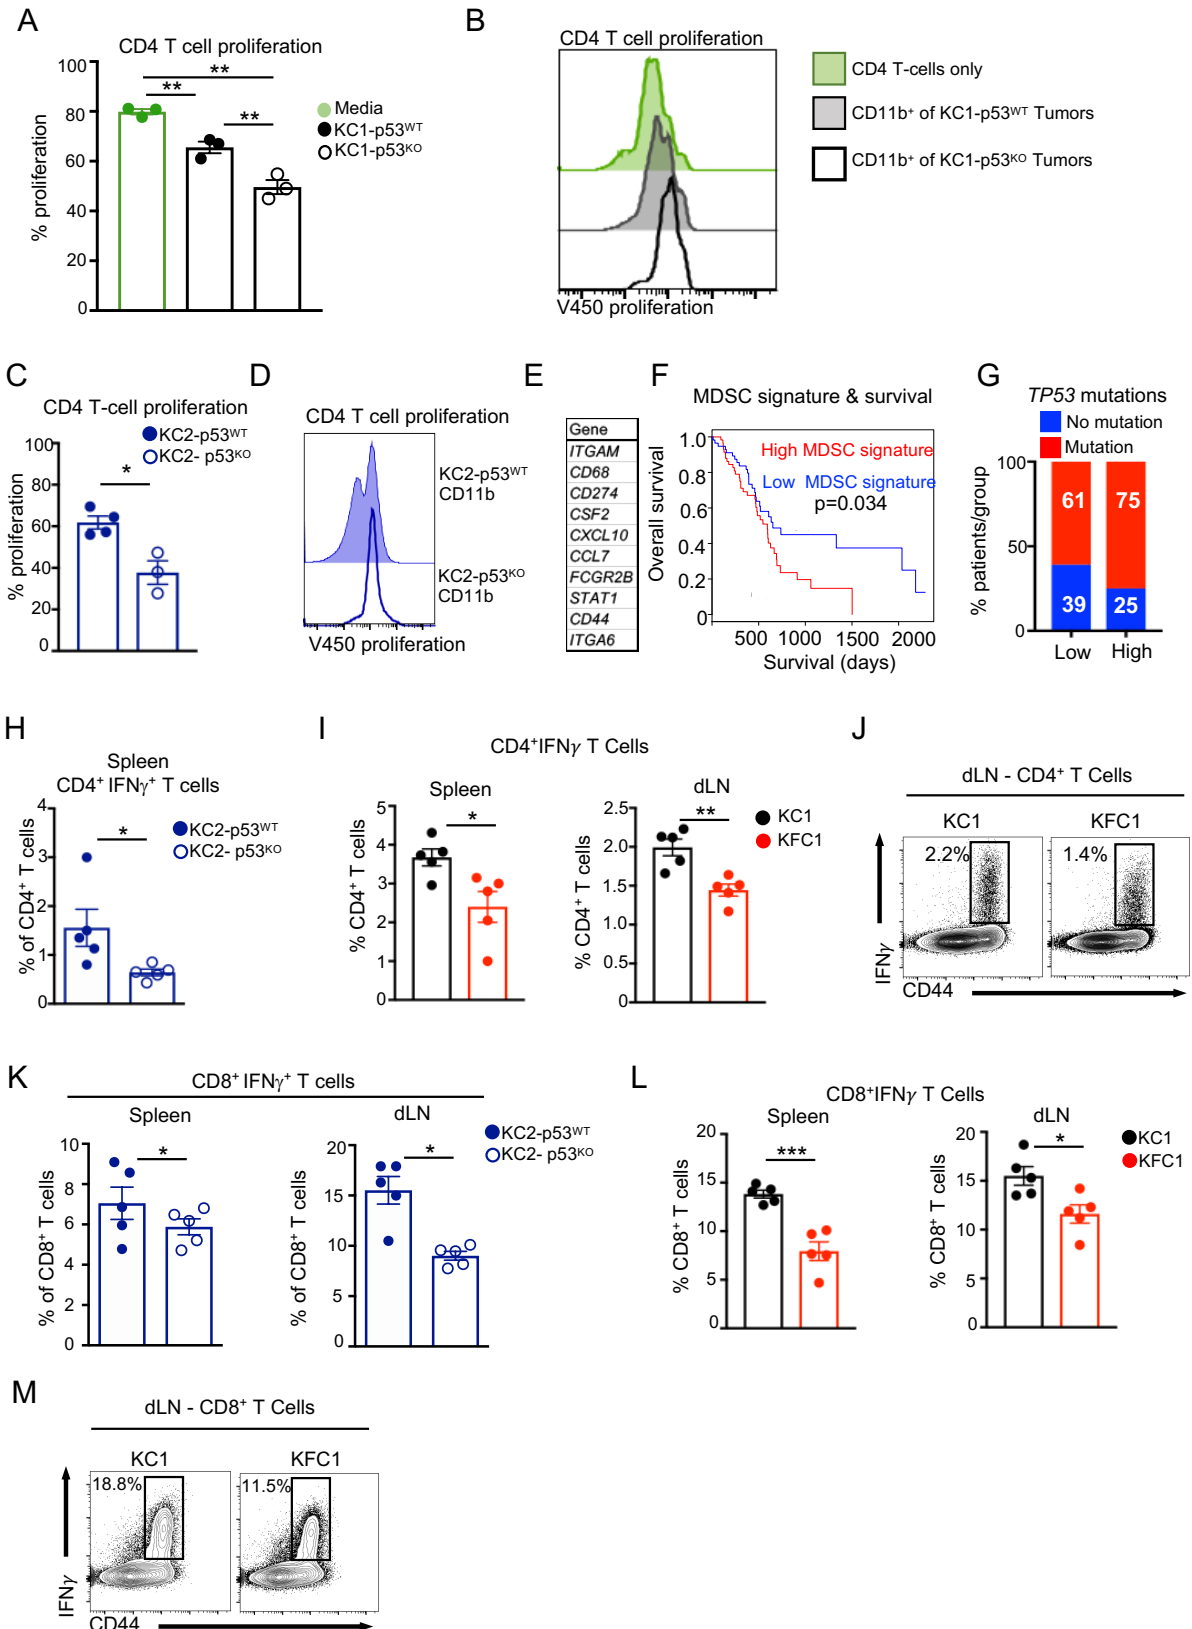 A
CD4 T cell proliferation
100
80
60
40
20
0
% proliferation
**
**
**
Media
KC1-p53WT
KC1-p53KO
B
CD4 T cell proliferation
V450 proliferation
CD4 T-cells only
CD11b+ of KC1-p53WT Tumors
CD11b+ of KC1-p53KO Tumors
C
CD4 T-cell proliferation
KC2-p53WT
KC2- p53KO
100
80
60
40
20
0
% proliferation
*
D
CD4 T cell proliferation
KC2-p53WT
CD11b
KC2-p53KO
CD11b
V450 proliferation
E
Gene
ITGAM
CD68
CD274
CSF2
CXCL10
CCL7
FCGR2B
STAT1
CD44
ITGA6
F
MDSC signature & survival
High MDSC signature
Low MDSC signature
p=0.034
1.0
0.8
0.6
0.4
0.2
0
Overall survival
500 1000 1500 2000
Survival (days)
G
TP53 mutations
No mutation
Mutation
100
50
0
% patients/group
61
75
39
25
Low High
H
Spleen
CD4+ IFNγ+ T cells
KC2-p53WT
KC2- p53KO
4
3
2
1
0
% of CD4+ T cells
*
I
CD4+IFNγ T Cells
Spleen
5
4
3
2
1
0
% CD4+ T cells
*
dLN
2.5
2.0
1.5
1.0
0.5
0
% CD4+ T cells
**
KC1
KFC1
J
dLN - CD4+ T Cells
KC1
KFC1
2.2%
1.4%
IFNγ
CD44
K
CD8+ IFNγ+ T cells
Spleen
10
8
6
4
2
0
% of CD8+ T cells
*
dLN
20
15
10
5
0
% of CD8+ T cells
*
KC2-p53WT
KC2- p53KO
L
CD8+IFNγ T Cells
Spleen
20
15
10
5
0
% CD8+ T cells
***
dLN
20
15
10
5
0
% CD8+ T cells
*
KC1
KFC1
M
dLN - CD8+ T Cells
KC1
KFC1
18.8%
11.5%
IFNγ
CD44